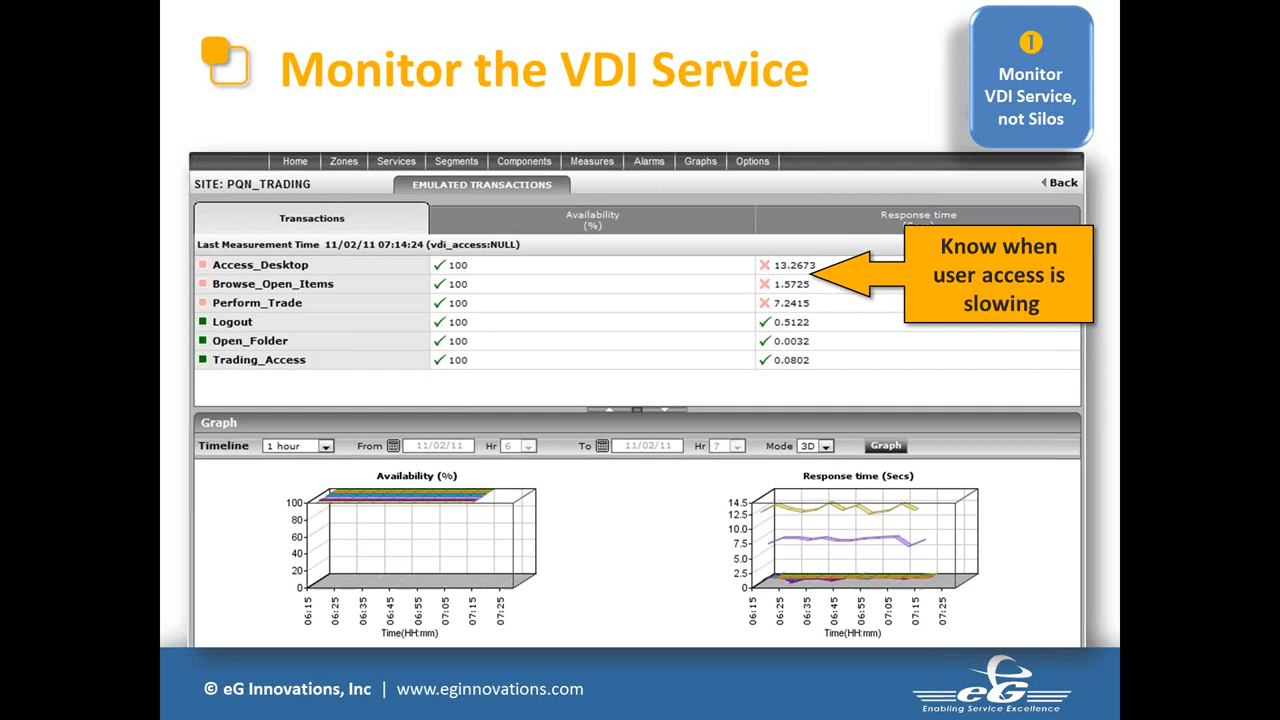 Monitor the VDI Service
1
Monitor
VDI Service,
not Silos
Home Zones Services Segments Components Measures Alarms Graphs Options
SITE: PQN_TRADING EMULATED TRANSACTIONS Back
Transactions Availability (%) Response time
Last Measurement Time 11/02/11 07:14:24 (vdi_access:NULL)
Access_Desktop 100 13.2673
Browse_Open_Items 100 1.5725
Perform_Trade 100 7.2415
Logout 100 0.5122
Open_Folder 100 0.0032
Trading_Access 100 0.0802
Know when
user access is
slowing
Graph
Timeline 1 hour From 11/02/11 Hr 6 To 11/02/11 Hr 7 Mode 3D Graph
Availability (%)
100
80
60
40
20
0
06:15 06:25 06:35 06:45 06:55 07:05 07:15 07:25
Time(HH:mm)
Response time (Secs)
14.5
12.5
10.0
7.5
5.0
2.5
0
06:15 06:25 06:35 06:45 06:55 07:05 07:15 07:25
Time(HH:mm)
© eG Innovations, Inc | www.eginnovations.com
eG
Enabling Service Excellence